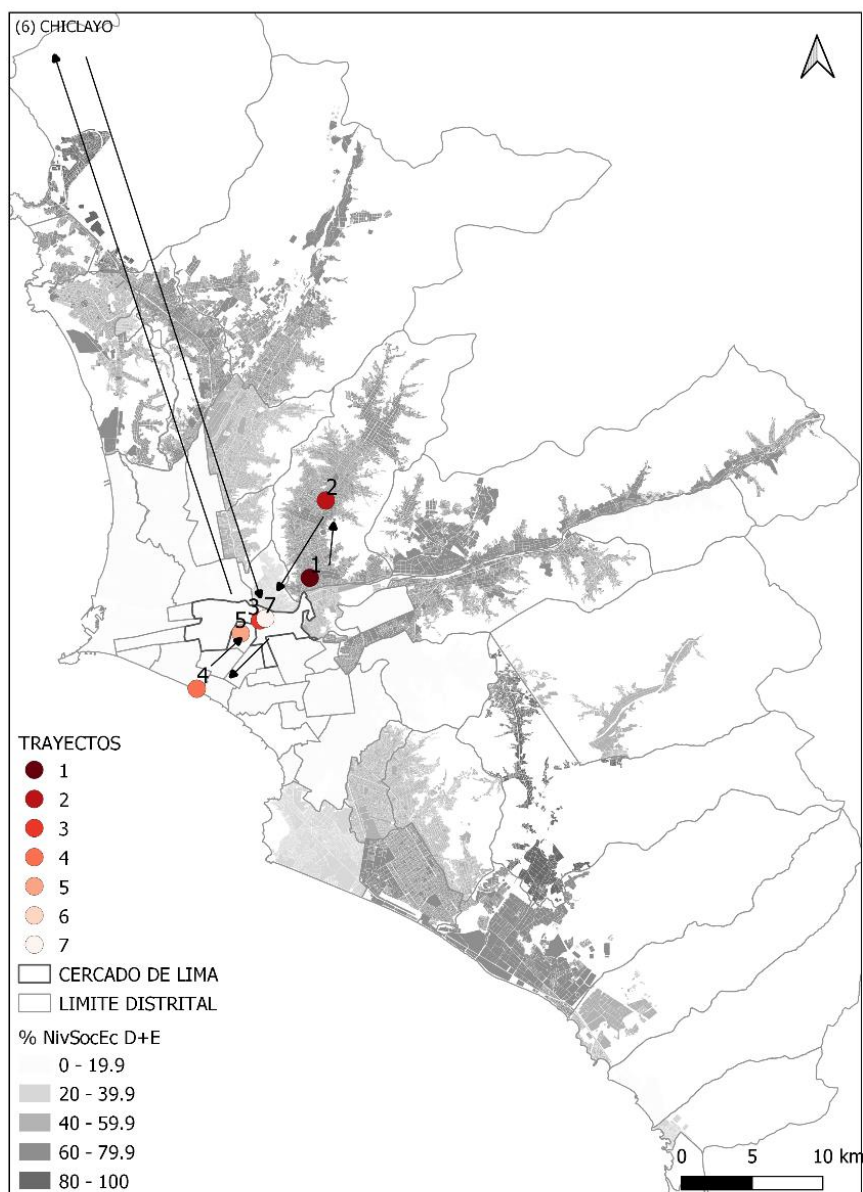 (6) CHICLAYO
2
1
3 7
5
4
TRAYECTOS
1
2
3
4
5
6
7
CERCADO DE LIMA
LIMITE DISTRITAL
% NivSocEc D+E
0 - 19.9
20 - 39.9
40 - 59.9
60 - 79.9
80 - 100
0 5 10 km